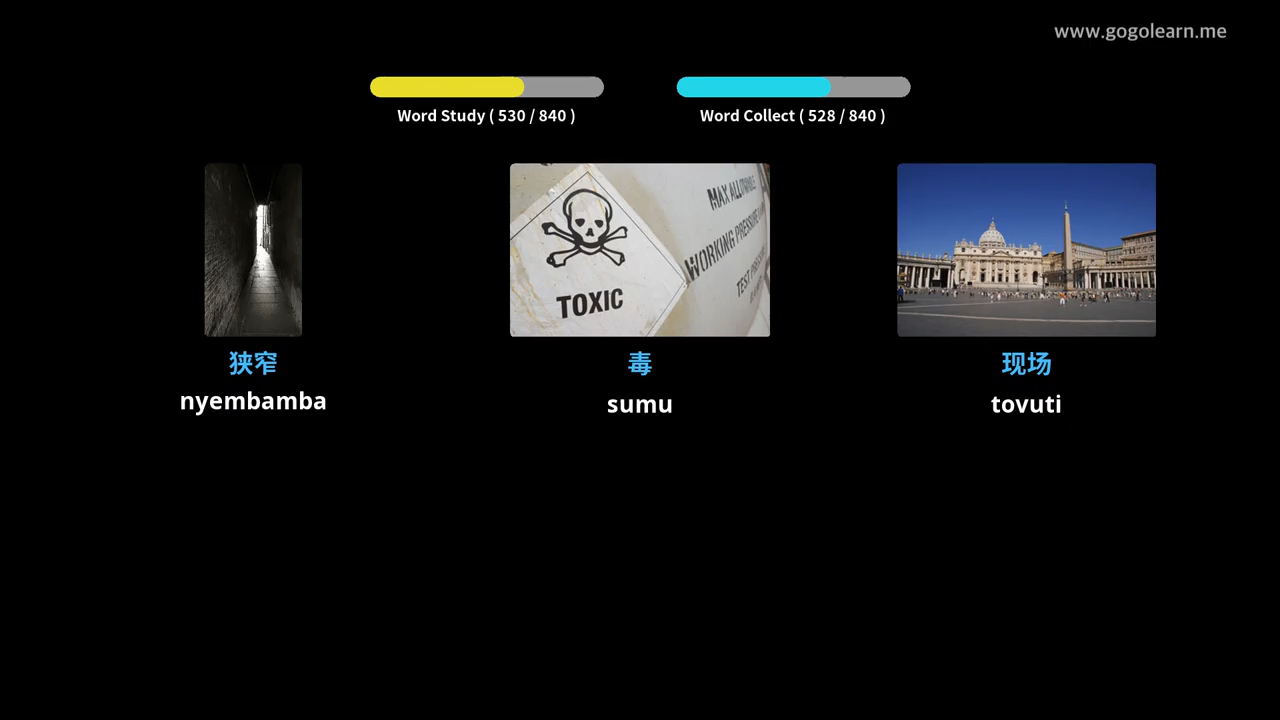 www.gogolearn.me
Word Study ( 530 / 840 )
Word Collect ( 528 / 840 )
TOXIC
MAX ALLOWABLE
WORKING PRESSURE
狭窄
毒
现场
nyembamba
sumu
tovuti